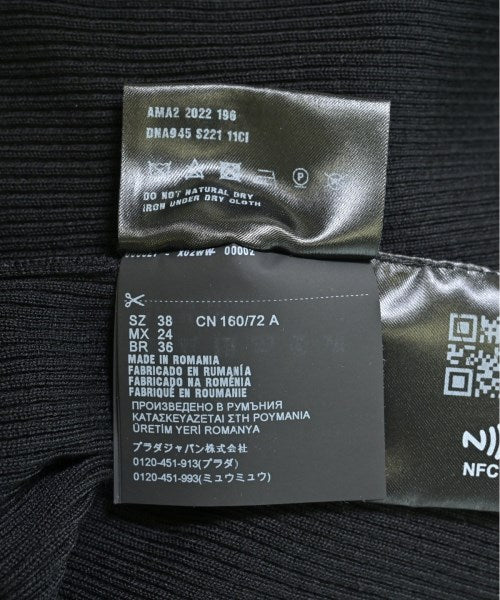 AMA2 2022 196
DNA945 S221 11CI
DO NOT NATURAL DRY
IRON UNDER DRY CLOTH
00002
SZ 38 CN 160/72 A
MX 24
BR 36
MADE IN ROMANIA
FABRICADO EN RUMANÍA
FABRICADO NA ROMÉNIA
FABRIQUÉ EN ROUMANIE
ПРОИЗВЕДЕНО В РУМЪНИЯ
ΚΑΤΑΣΚΕΥΑΖΕΤΑΙ ΣΤΗ ΡΟΥΜΑΝΙΑ
ÜRETİM YERİ ROMANYA
プラダジャパン株式会社
0120-451-913(プラダ)
0120-451-993(ミュウミュウ)
NFC